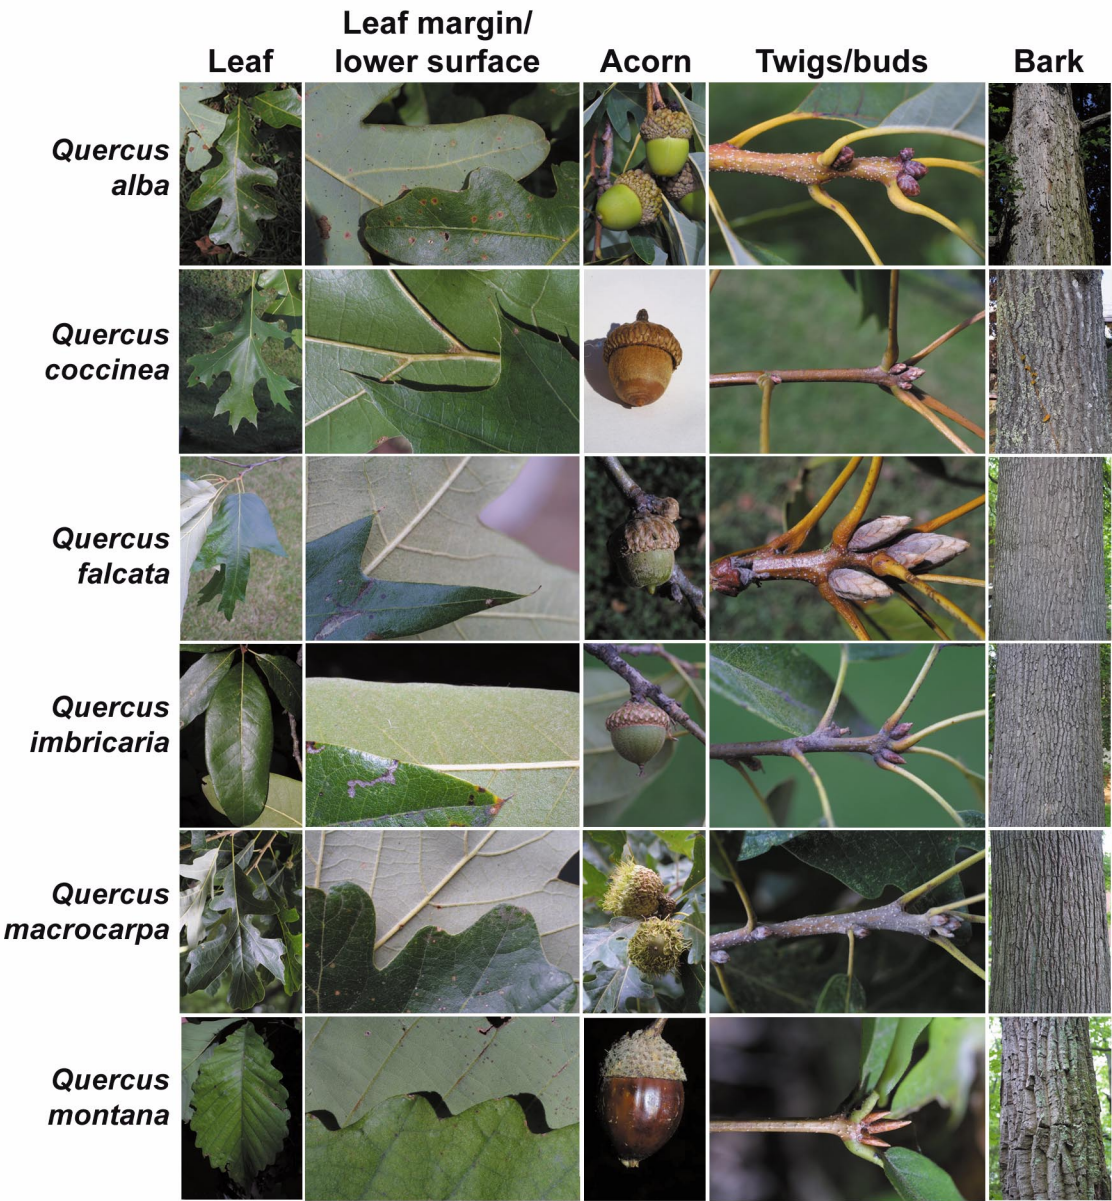 Leaf
Leaf margin/
lower surface
Acorn
Twigs/buds
Bark
Quercus
alba
Quercus
coccinea
Quercus
falcata
Quercus
imbricaria
Quercus
macrocarpa
Quercus
montana